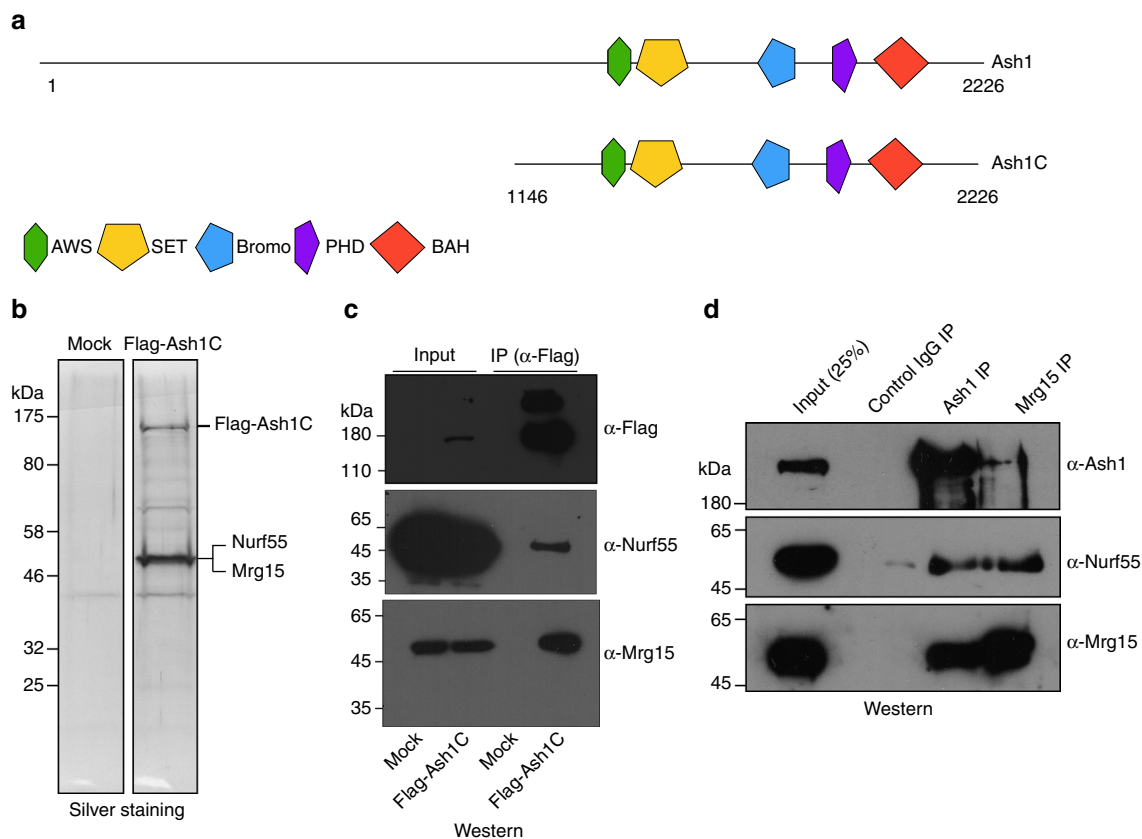 a
Ash1
1
2226
Ash1C
1146
2226
AWS
SET
Bromo
PHD
BAH
b
Mock
Flag-Ash1C
kDa
175
80
58
46
32
25
Flag-Ash1C
Nurf55
Mrg15
Silver staining
c
Input
IP (α-Flag)
kDa
180
110
α-Flag
65
45
35
α-Nurf55
65
45
35
α-Mrg15
Mock
Flag-Ash1C
Mock
Flag-Ash1C
Western
d
Input (25%)
Control IgG IP
Ash1 IP
Mrg15 IP
kDa
180
α-Ash1
65
45
α-Nurf55
65
45
α-Mrg15
Western